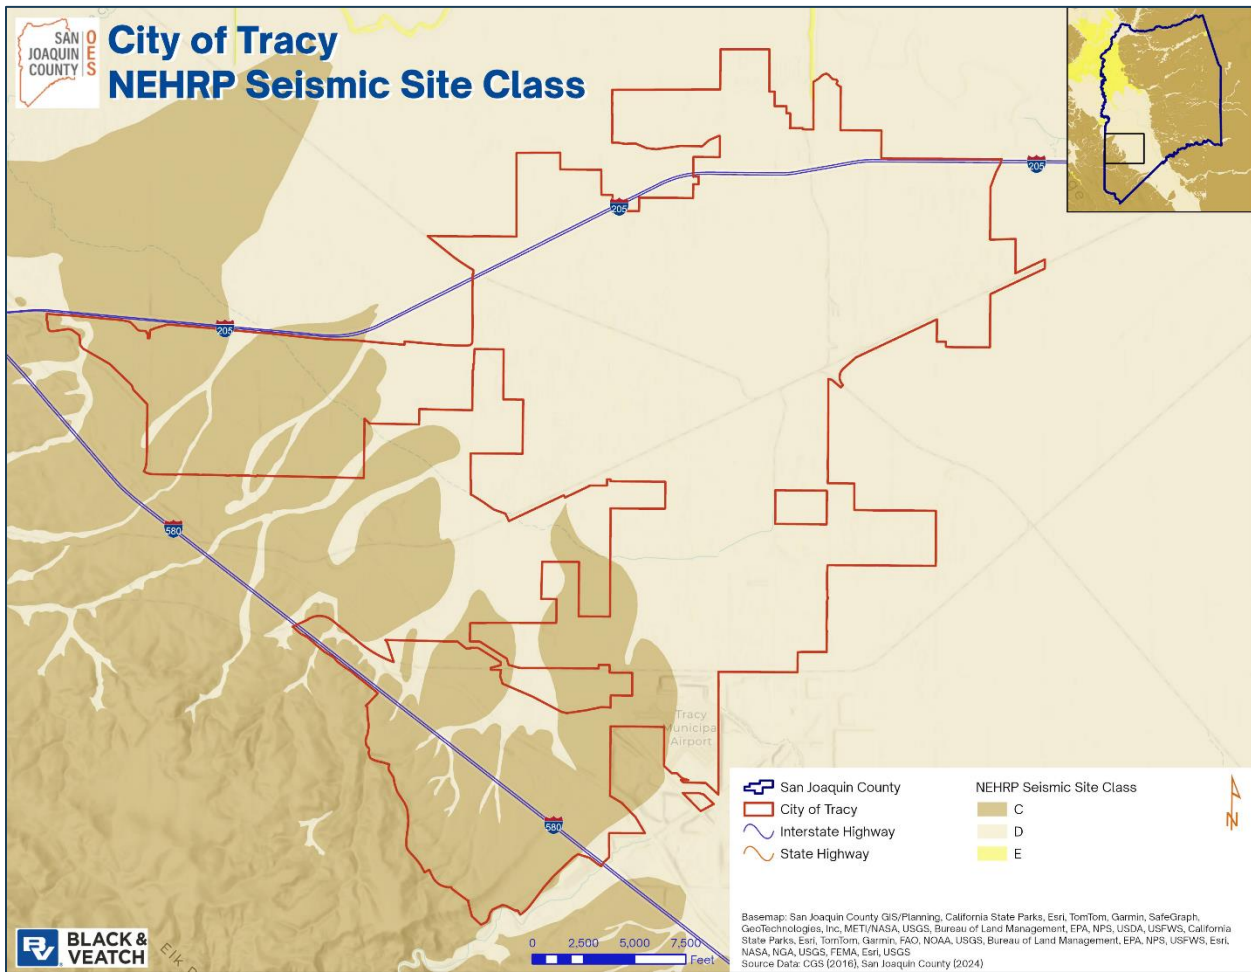 SAN
JOAQUIN
COUNTY
OES
City of Tracy
NEHRP Seismic Site Class
205
205
205
580
Tracy
Municipal
Airport
580
San Joaquin County
City of Tracy
Interstate Highway
State Highway
NEHRP Seismic Site Class
C
D
E
N
Basemap: San Joaquin County GIS/Planning, California State Parks, Esri, TomTom, Garmin, SafeGraph,
GeoTechnologies, Inc, METI/NASA, USGS, Bureau of Land Management, EPA, NPS, USDA, USFWS, California
State Parks, Esri, TomTom, Garmin, FAO, NOAA, USGS, Bureau of Land Management, EPA, NPS, USFWS, Esri,
NASA, NGA, USGS, FEMA, Esri, USGS
Source Data: CGS (2016), San Joaquin County (2024)
0 2,500 5,000 7,500
Feet
Elk
BV
BLACK &
VEATCH